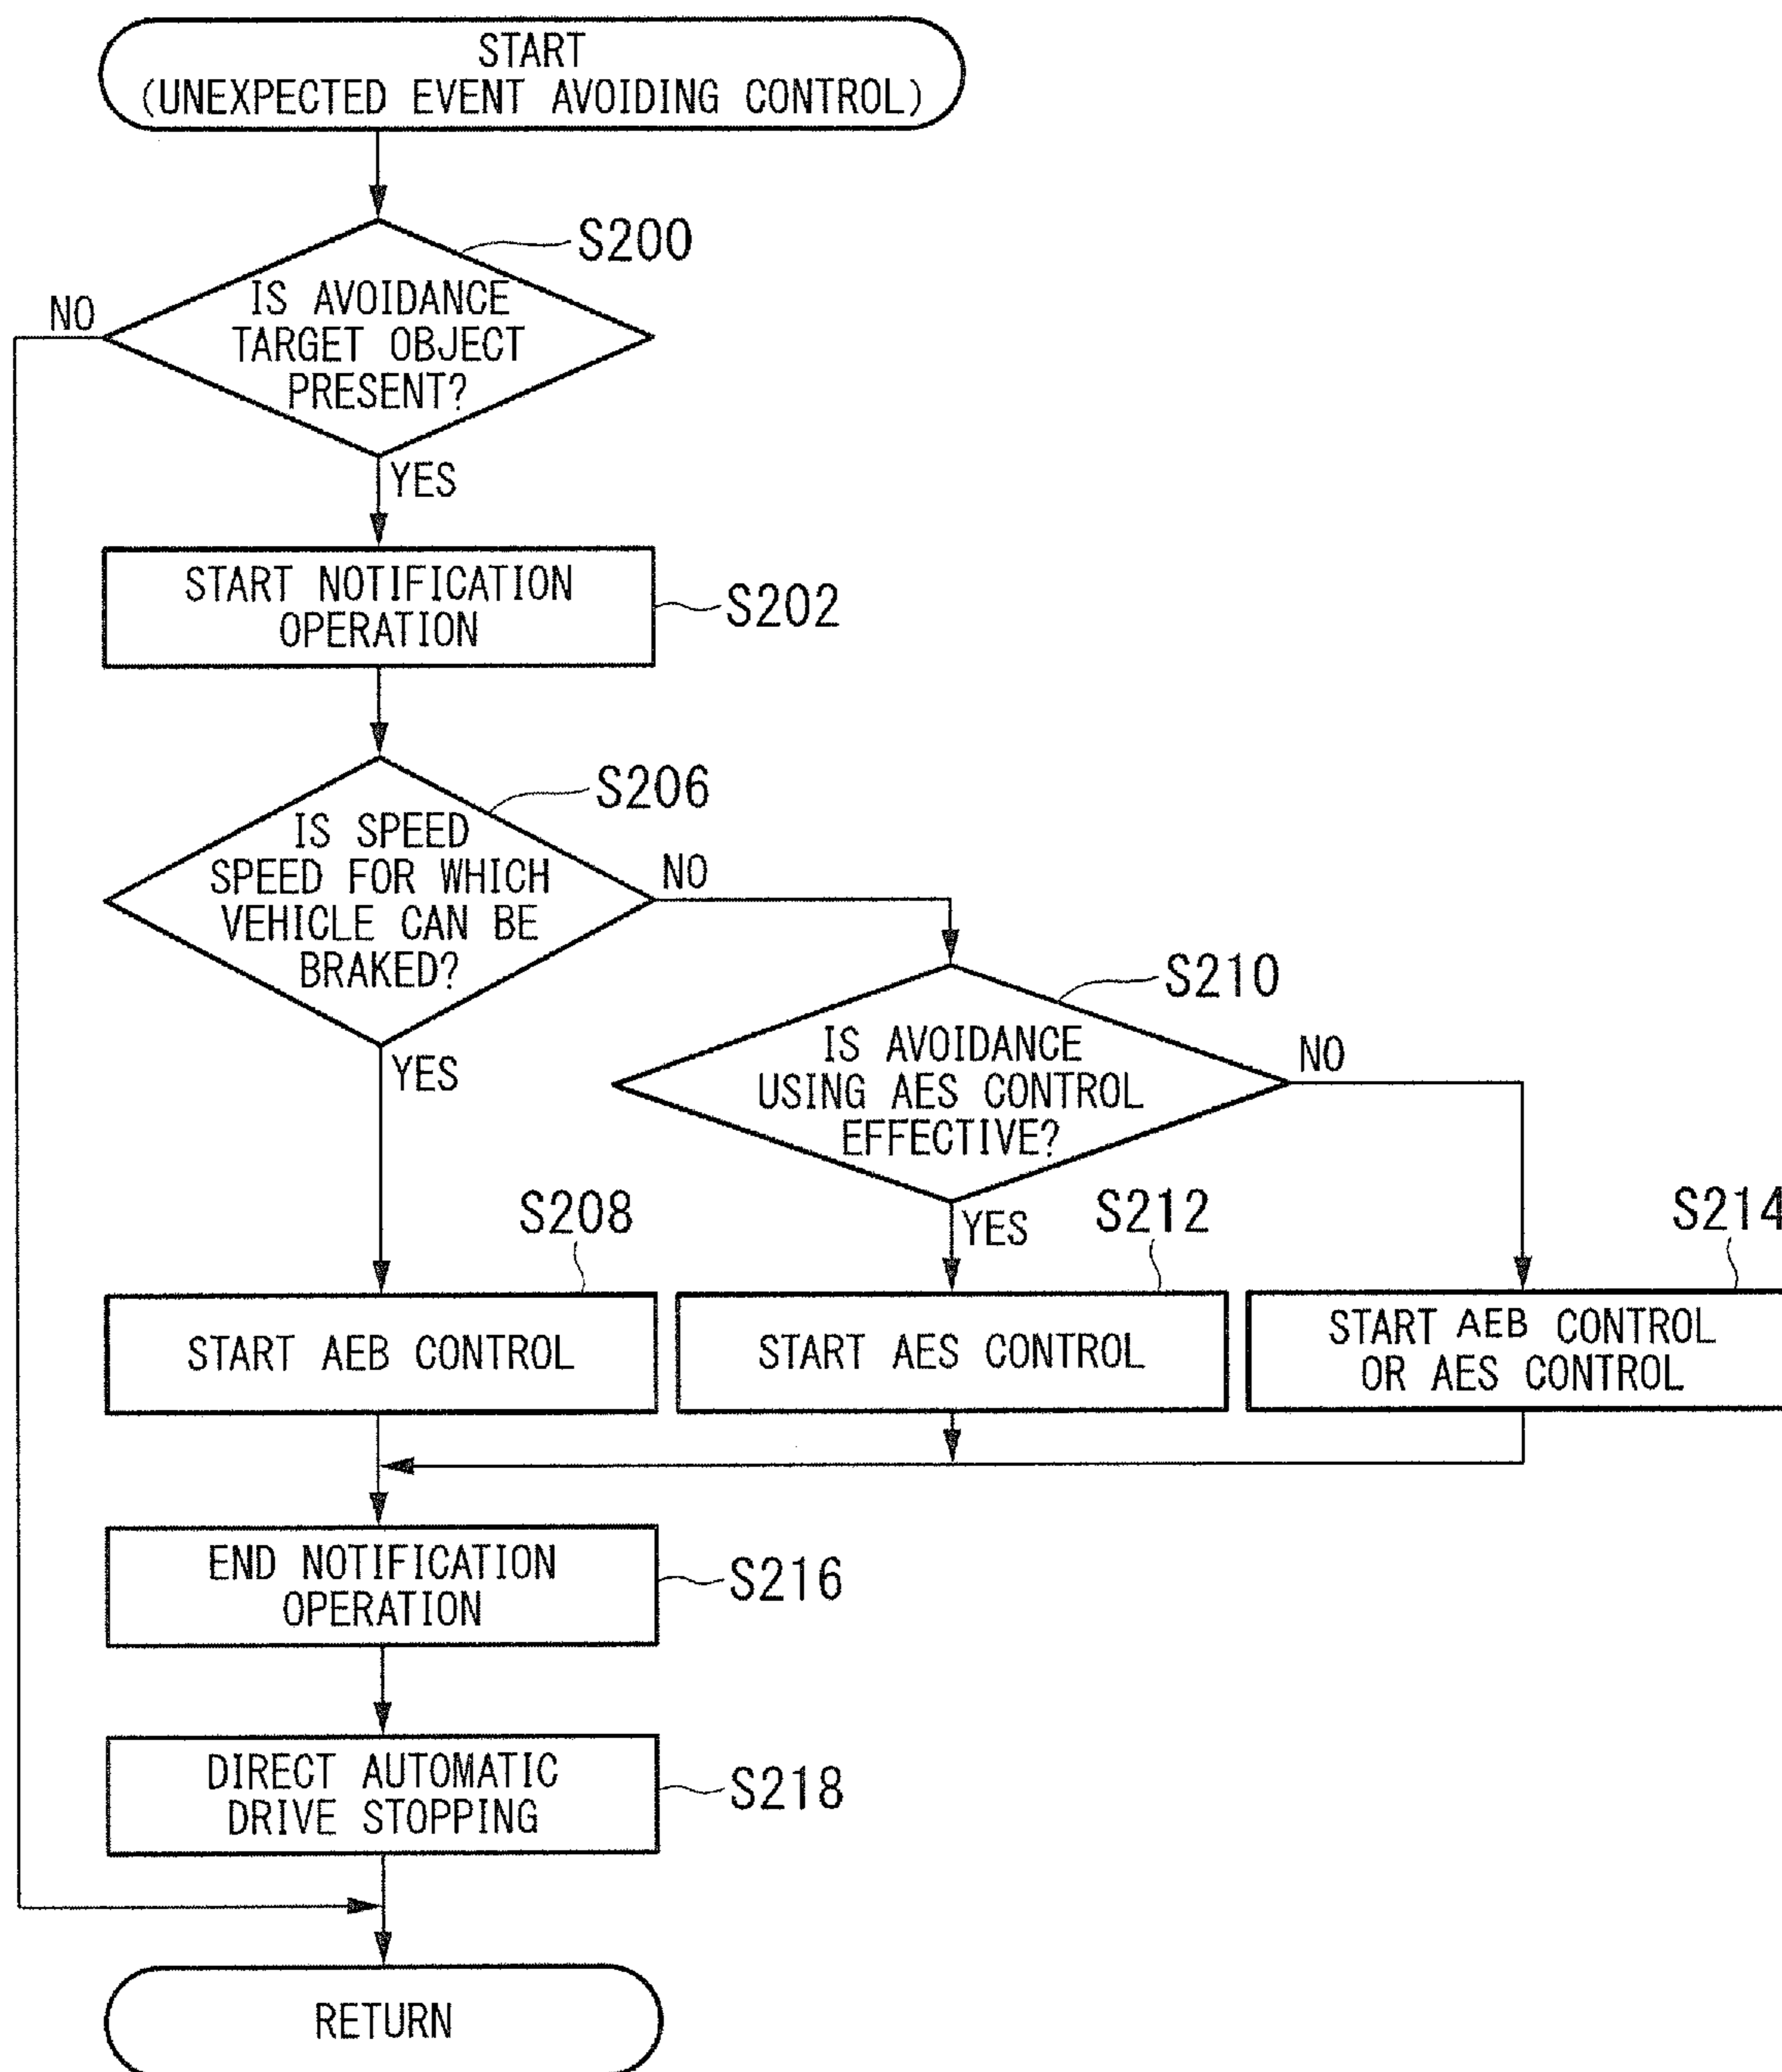 START
(UNEXPECTED EVENT AVOIDING CONTROL)
S200
NO
IS AVOIDANCE
TARGET OBJECT
PRESENT?
YES
START NOTIFICATION
OPERATION
S202
S206
IS SPEED
SPEED FOR WHICH
VEHICLE CAN BE
BRAKED?
NO
YES
S210
IS AVOIDANCE
USING AES CONTROL
EFFECTIVE?
NO
YES
S208
S212
S214
START AEB CONTROL
START AES CONTROL
START AEB CONTROL
OR AES CONTROL
END NOTIFICATION
OPERATION
S216
DIRECT AUTOMATIC
DRIVE STOPPING
S218
RETURN